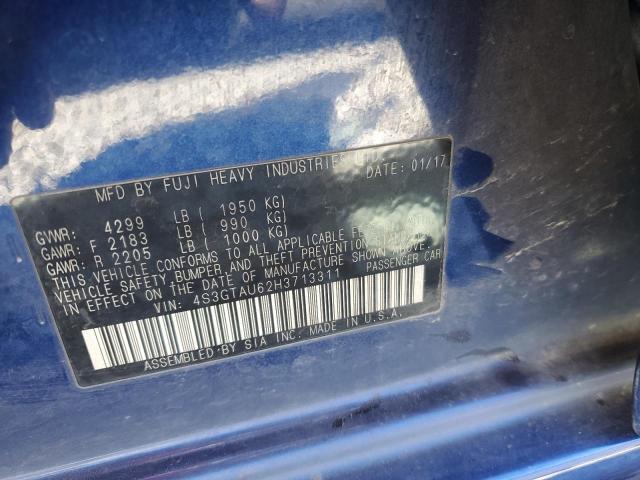 MFD BY FUJI HEAVY INDUSTRIES LTD.
DATE: 01/17
GVWR: 4299 LB ( 1950 KG)
GAWR: F 2183 LB ( 990 KG)
GAWR: R 2205 LB ( 1000 KG)
THIS VEHICLE CONFORMS TO ALL APPLICABLE FEDERAL MOTOR
VEHICLE SAFETY,BUMPER,AND THEFT PREVENTION STANDARDS
IN EFFECT ON THE DATE OF MANUFACTURE SHOWN ABOVE.
VIN: 4S3GTAU62H3713311 PASSENGER CAR
ASSEMBLED BY SIA INC. MADE IN U.S.A.